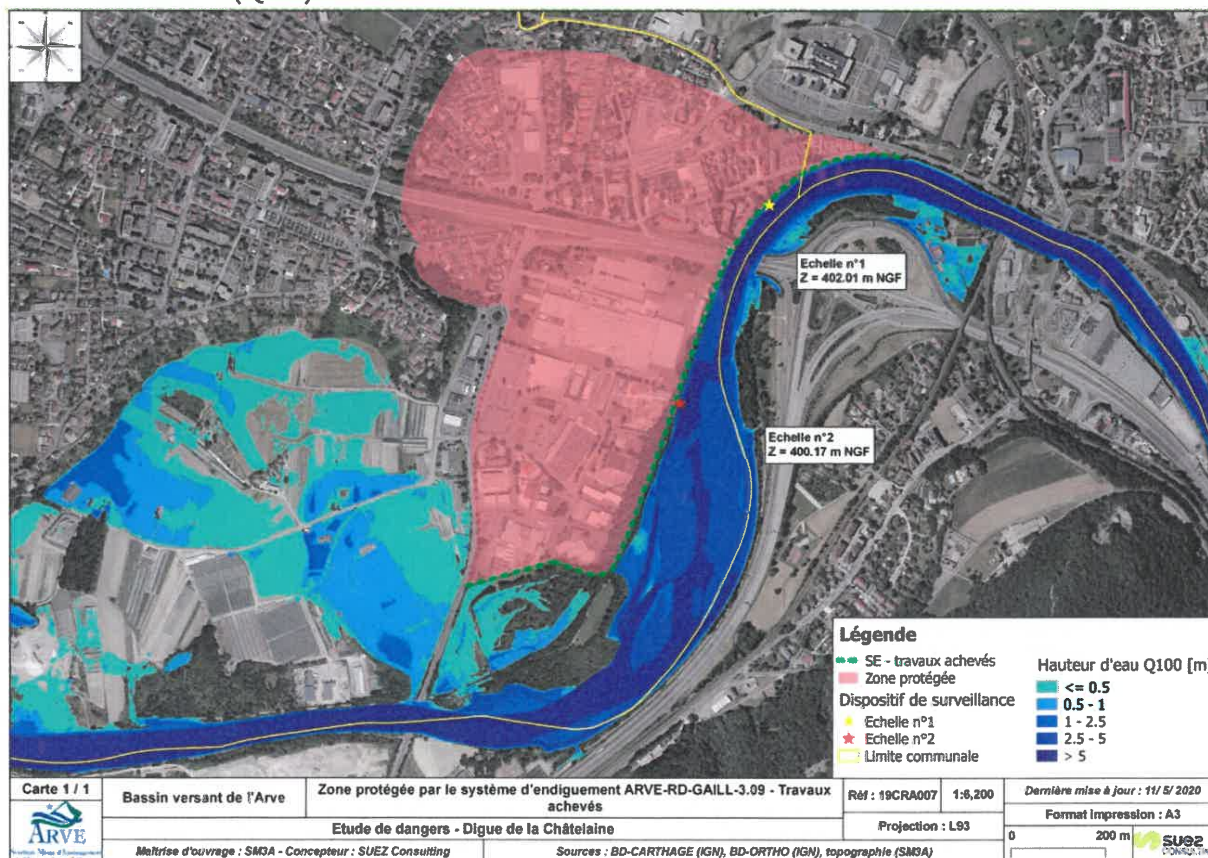 Echelle n°1
Z = 402.01 m NGF
Echelle n°2
Z = 400.17 m NGF
Légende
SE - travaux achevés
Zone protégée
Dispositif de surveillance
Echelle n°1
Echelle n°2
Limite communale
Hauteur d'eau Q100 [m]
<= 0.5
0.5 - 1
1 - 2.5
2.5 - 5
> 5
Carte 1 / 1
Bassin versant de l'Arve
Zone protégée par le système d'endiguement ARVE-RD-GAILL-3.09 - Travaux
achevés
Réf : 19CRA007
1:6,200
Dernière mise à jour : 11/ 5/ 2020
Etude de dangers - Digue de la Châtelaine
Projection : L93
Format impression : A3
ARVE
Maîtrise d'ouvrage : SM3A - Concepteur : SUEZ Consulting
Sources : BD-CARTHAGE (IGN), BD-ORTHO (IGN), topographie (SM3A)
0
200 m
suez